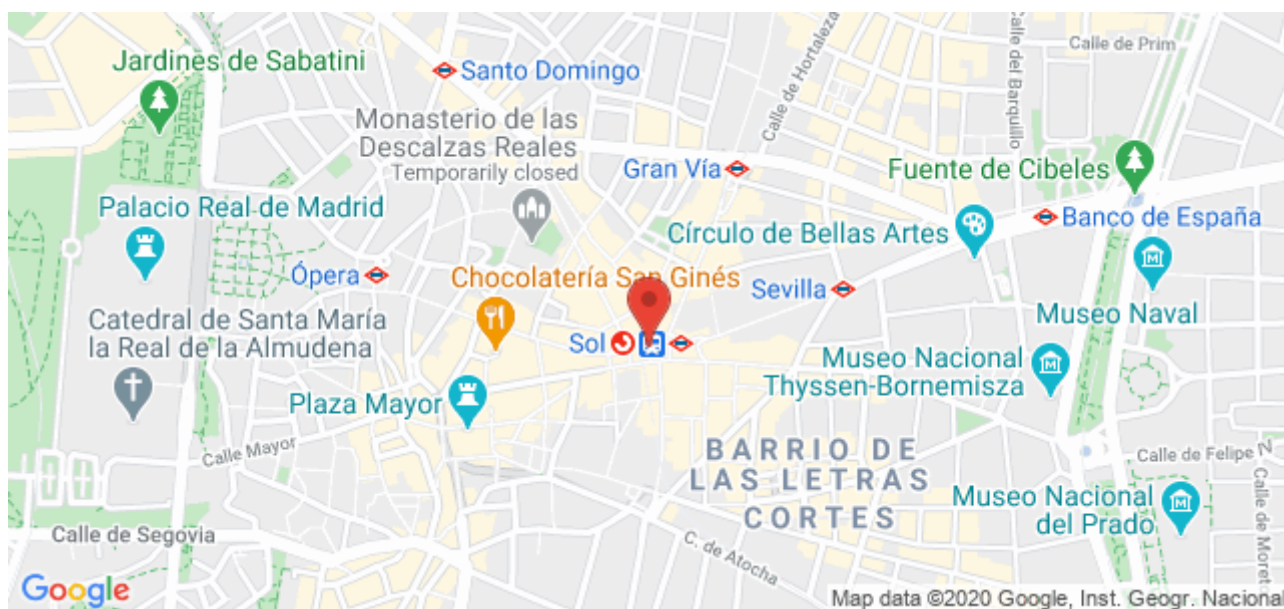 Calle de Prim
Jardines de Sabatini
Santo Domingo
Calle de Hortaleza
Calle del Barquillo
Monasterio de las
Descalzas Reales
Temporarily closed
Gran Vía
Fuente de Cibeles
Palacio Real de Madrid
Círculo de Bellas Artes
Banco de España
Ópera
Chocolatería San Ginés
Sevilla
Catedral de Santa María
la Real de la Almudena
Sol
Museo Naval
Museo Nacional
Thyssen-Bornemisza
Plaza Mayor
Calle Mayor
BARRIO DE
LAS LETRAS
CORTES
Calle de Felipe
Calle de Moret
Museo Nacional
del Prado
Calle de Segovia
C. de Atocha
Google
Map data ©2020 Google, Inst. Geogr. Naciona